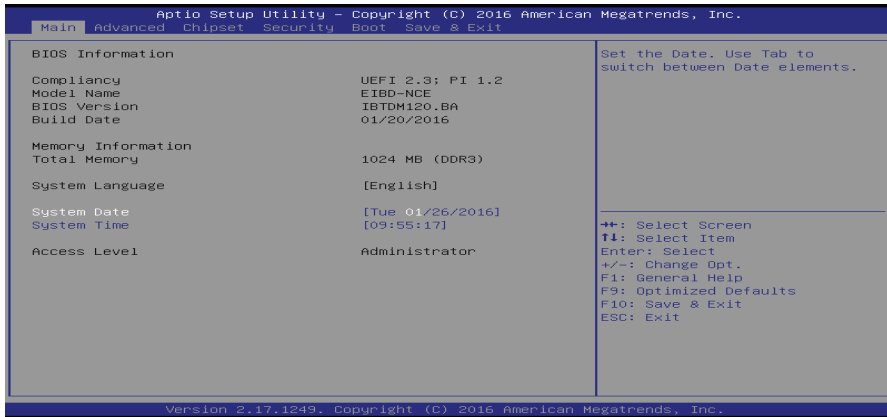 Aptio Setup Utility – Copyright (C) 2016 American Megatrends, Inc.
Main Advanced Chipset Security Boot Save & Exit
BIOS Information
Compliancy UEFI 2.3; PI 1.2
Model Name EIBD-NCE
BIOS Version IBTDM120.BA
Build Date 01/20/2016
Memory Information
Total Memory 1024 MB (DDR3)
System Language [English]
System Date [Tue 01/26/2016]
System Time [09:55:17]
Access Level Administrator
Set the Date. Use Tab to
switch between Date elements.
→←: Select Screen
↑↓: Select Item
Enter: Select
+/-: Change Opt.
F1: General Help
F9: Optimized Defaults
F10: Save & Exit
ESC: Exit
Version 2.17.1249. Copyright (C) 2016 American Megatrends, Inc.